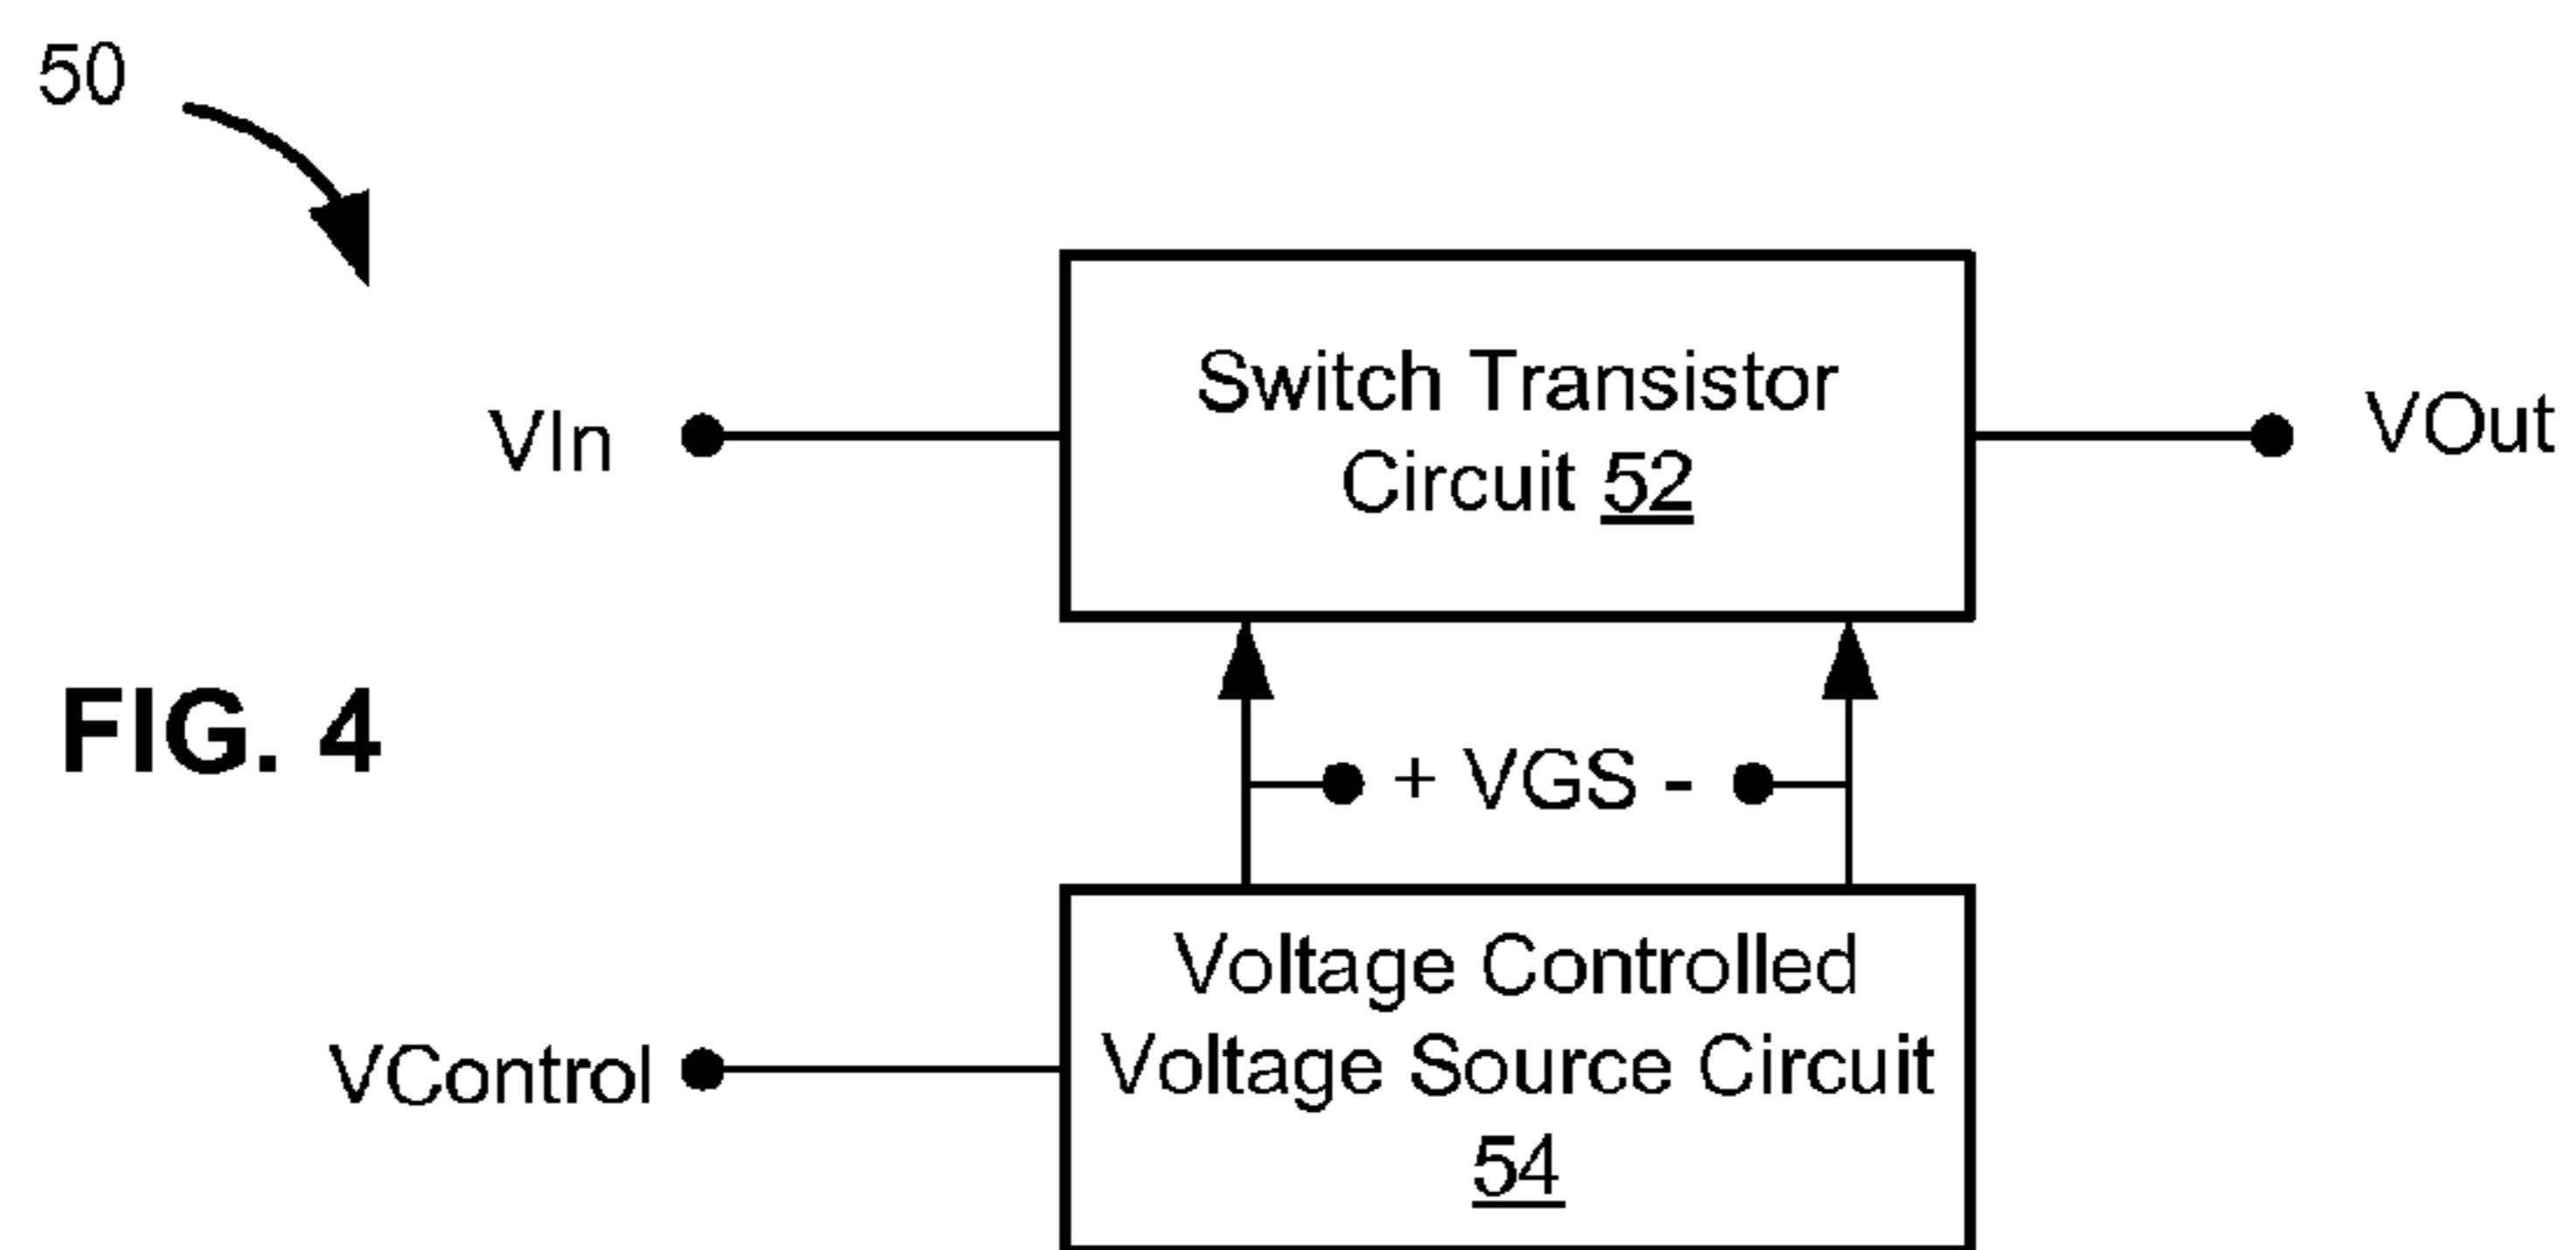 50
Switch Transistor
Circuit 52
VIn
VOut
FIG. 4
+ VGS -
Voltage Controlled
Voltage Source Circuit
54
VControl